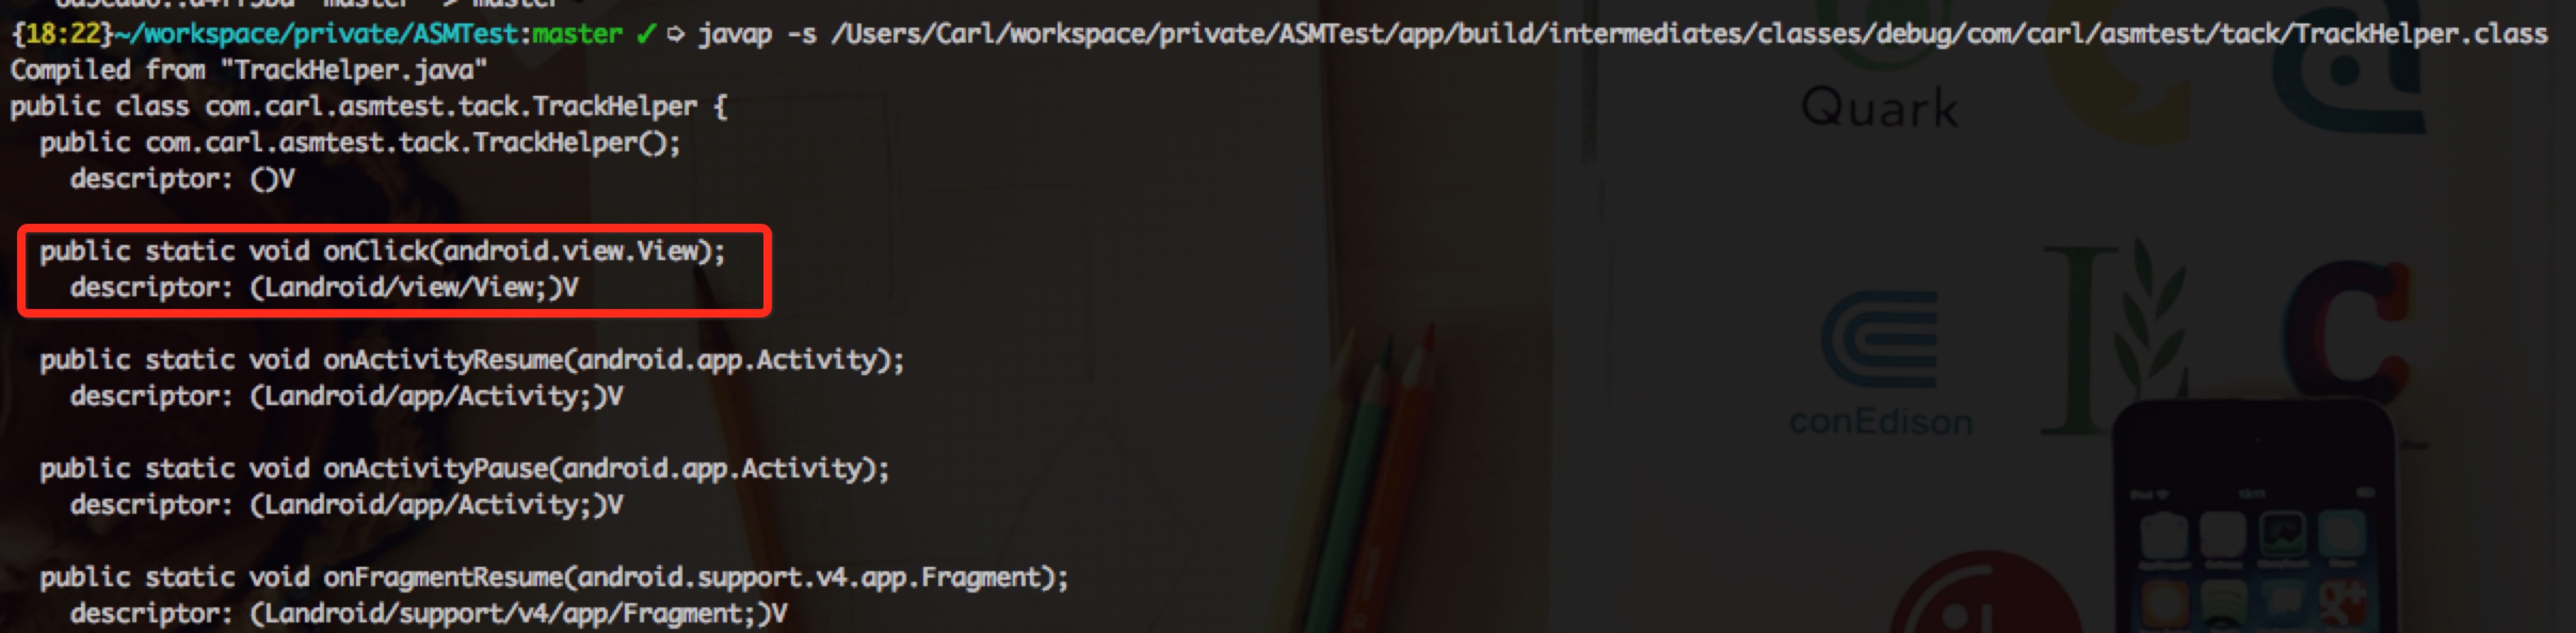 {18:22}~/workspace/private/ASMTest:master ✓ ➩ javap -s /Users/Carl/workspace/private/ASMTest/app/build/intermediates/classes/debug/com/carl/asmtest/tack/TrackHelper.class
Compiled from "TrackHelper.java"
public class com.carl.asmtest.tack.TrackHelper {
  public com.carl.asmtest.tack.TrackHelper();
    descriptor: ()V

  public static void onClick(android.view.View);
    descriptor: (Landroid/view/View;)V

  public static void onActivityResume(android.app.Activity);
    descriptor: (Landroid/app/Activity;)V

  public static void onActivityPause(android.app.Activity);
    descriptor: (Landroid/app/Activity;)V

  public static void onFragmentResume(android.support.v4.app.Fragment);
    descriptor: (Landroid/support/v4/app/Fragment;)V
Quark
conEdison